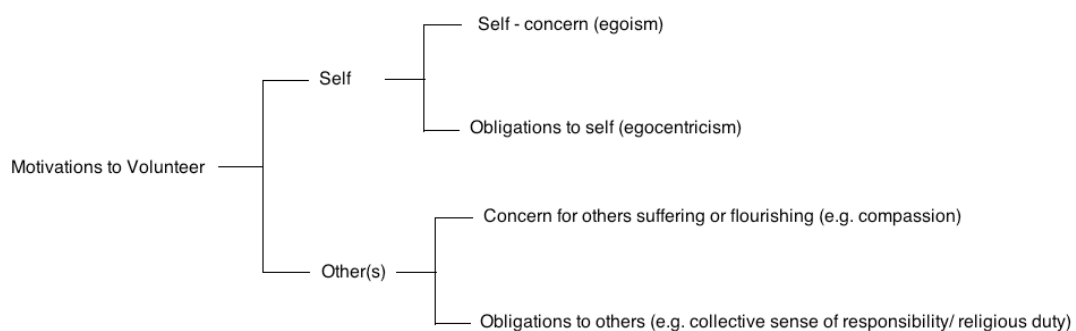 Self - concern (egoism)
Self
Obligations to self (egocentricism)
Motivations to Volunteer
Concern for others suffering or flourishing (e.g. compassion)
Other(s)
Obligations to others (e.g. collective sense of responsibility/ religious duty)